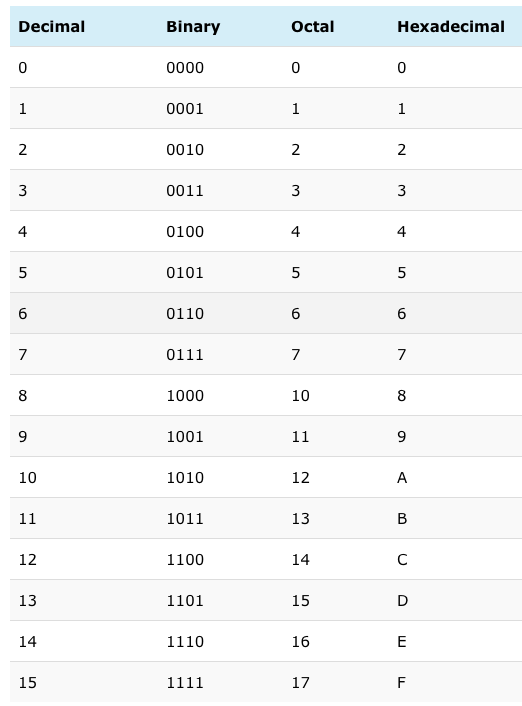 Decimal Binary Octal Hexadecimal
0 0000 0 0
1 0001 1 1
2 0010 2 2
3 0011 3 3
4 0100 4 4
5 0101 5 5
6 0110 6 6
7 0111 7 7
8 1000 10 8
9 1001 11 9
10 1010 12 A
11 1011 13 B
12 1100 14 C
13 1101 15 D
14 1110 16 E
15 1111 17 F